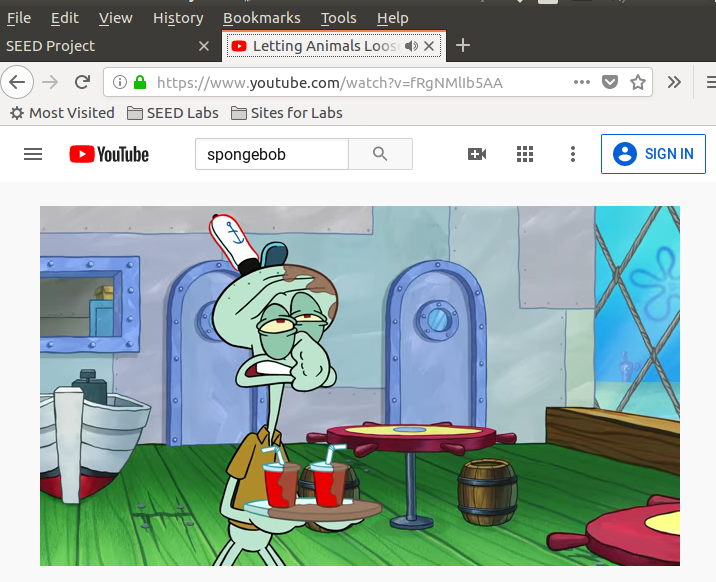 File Edit View History Bookmarks Tools Help
SEED Project
Letting Animals Loose
https://www.youtube.com/watch?v=fRgNMlIb5AA
Most Visited SEED Labs Sites for Labs
YouTube spongebob SIGN IN